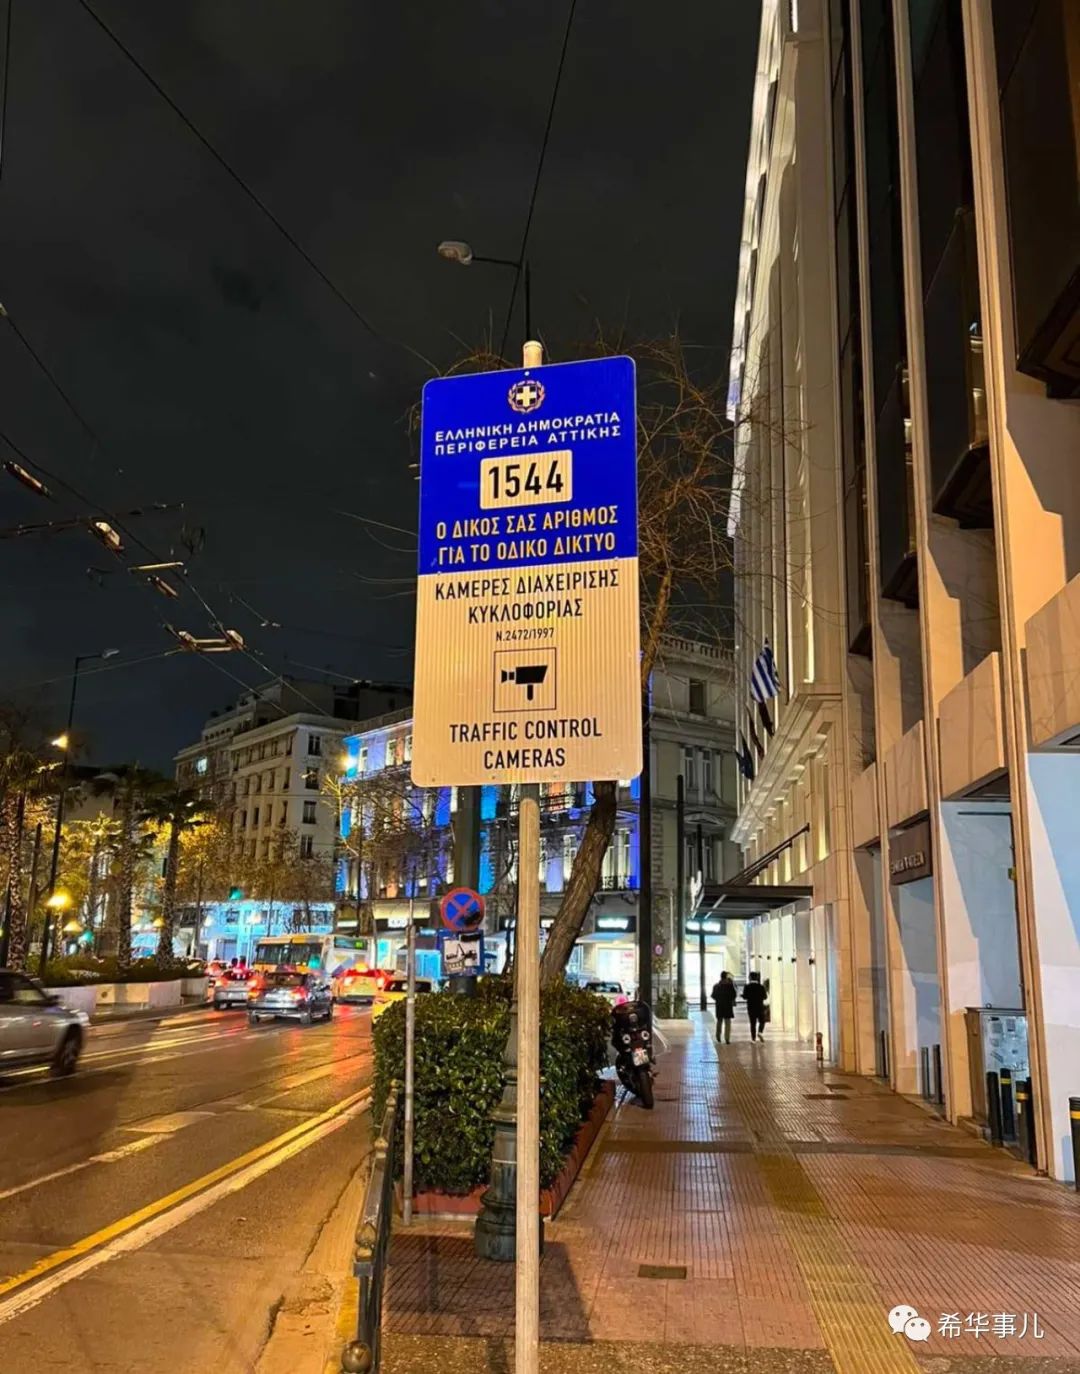 ΕΛΛΗΝΙΚΗ ΔΗΜΟΚΡΑΤΙΑ
ΠΕΡΙΦΕΡΕΙΑ ΑΤΤΙΚΗΣ
1544
Ο ΔΙΚΟΣ ΣΑΣ ΑΡΙΘΜΟΣ
ΓΙΑ ΤΟ ΟΔΙΚΟ ΔΙΚΤΥΟ
ΚΑΜΕΡΕΣ ΔΙΑΧΕΙΡΙΣΗΣ
ΚΥΚΛΟΦΟΡΙΑΣ
Ν.2472/1997
TRAFFIC CONTROL
CAMERAS
希华事儿